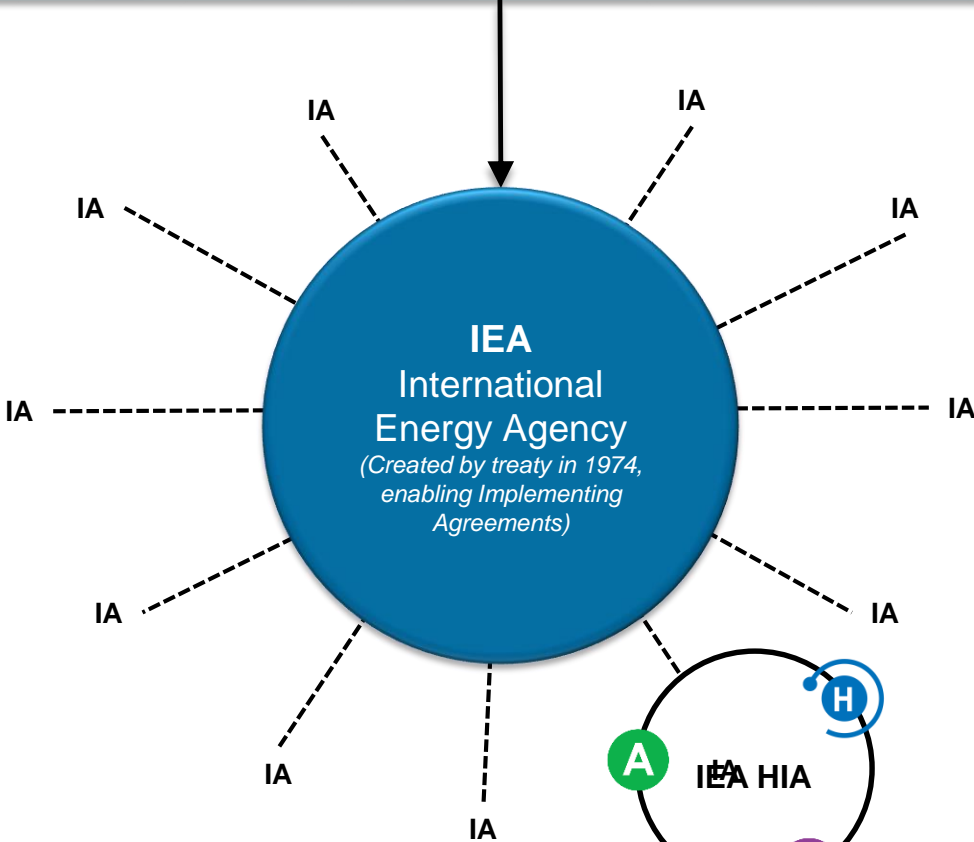 IA
IA
IA
IA
IEA
International
Energy Agency
(Created by treaty in 1974,
enabling Implementing
Agreements)
IA
IA
IA
IA
H
A
IA
IEA HIA
IA
IA